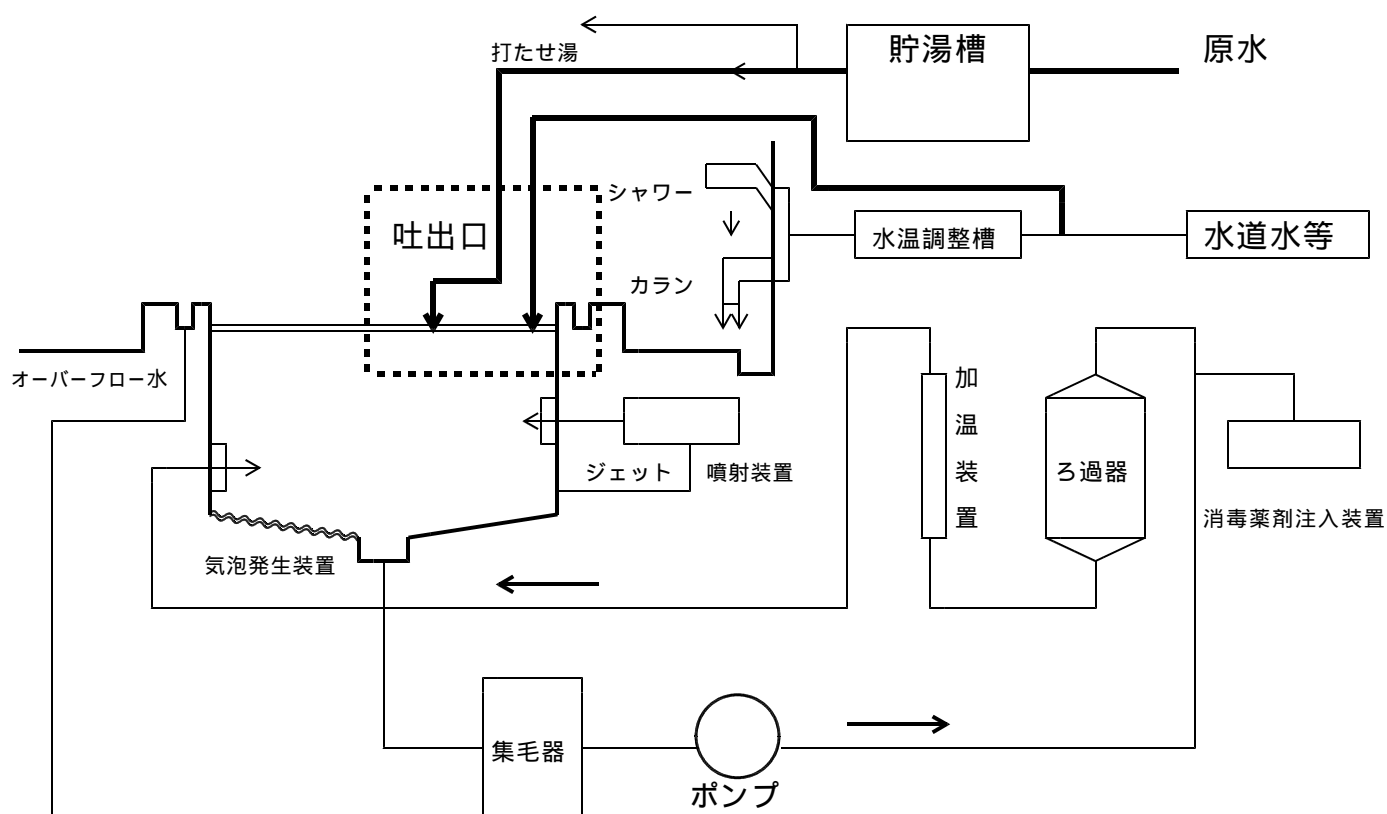 貯湯槽
原水
打たせ湯
シャワー
吐出口
水温調整槽
水道水等
カラン
オーバーフロー水
加温装置
ジェット
噴射装置
ろ過器
消毒薬剤注入装置
気泡発生装置
集毛器
ポンプ